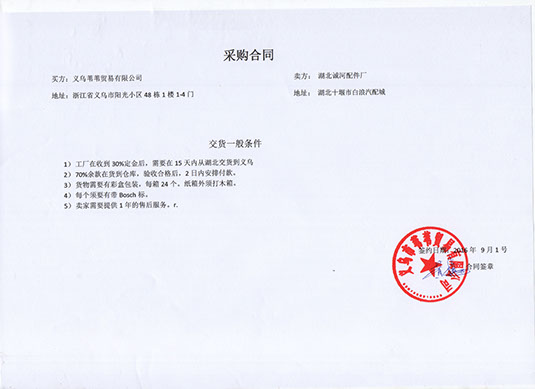 采购合同
买方：义乌苇苇贸易有限公司
卖方： 湖北诚河配件厂
地址：浙江省义乌市阳光小区 48 栋 1 楼 1-4 门
地址： 湖北十堰市白浪汽配城
交货一般条件
1）工厂在收到 30%定金后，需要在 15 天内从湖北交货到义乌
2）70%余款在货到仓库，验收合格后，2 日内安排付款。
3）货物需要有彩盒包装，每箱 24 个。纸箱外须打木箱。
4）每个须要有带 Bosch 标。
5）卖家需要提供 1 年的售后服务。r.
签约日期：2016 年 9 月 1 号
合同签章
义乌市苇苇贸易有限公司